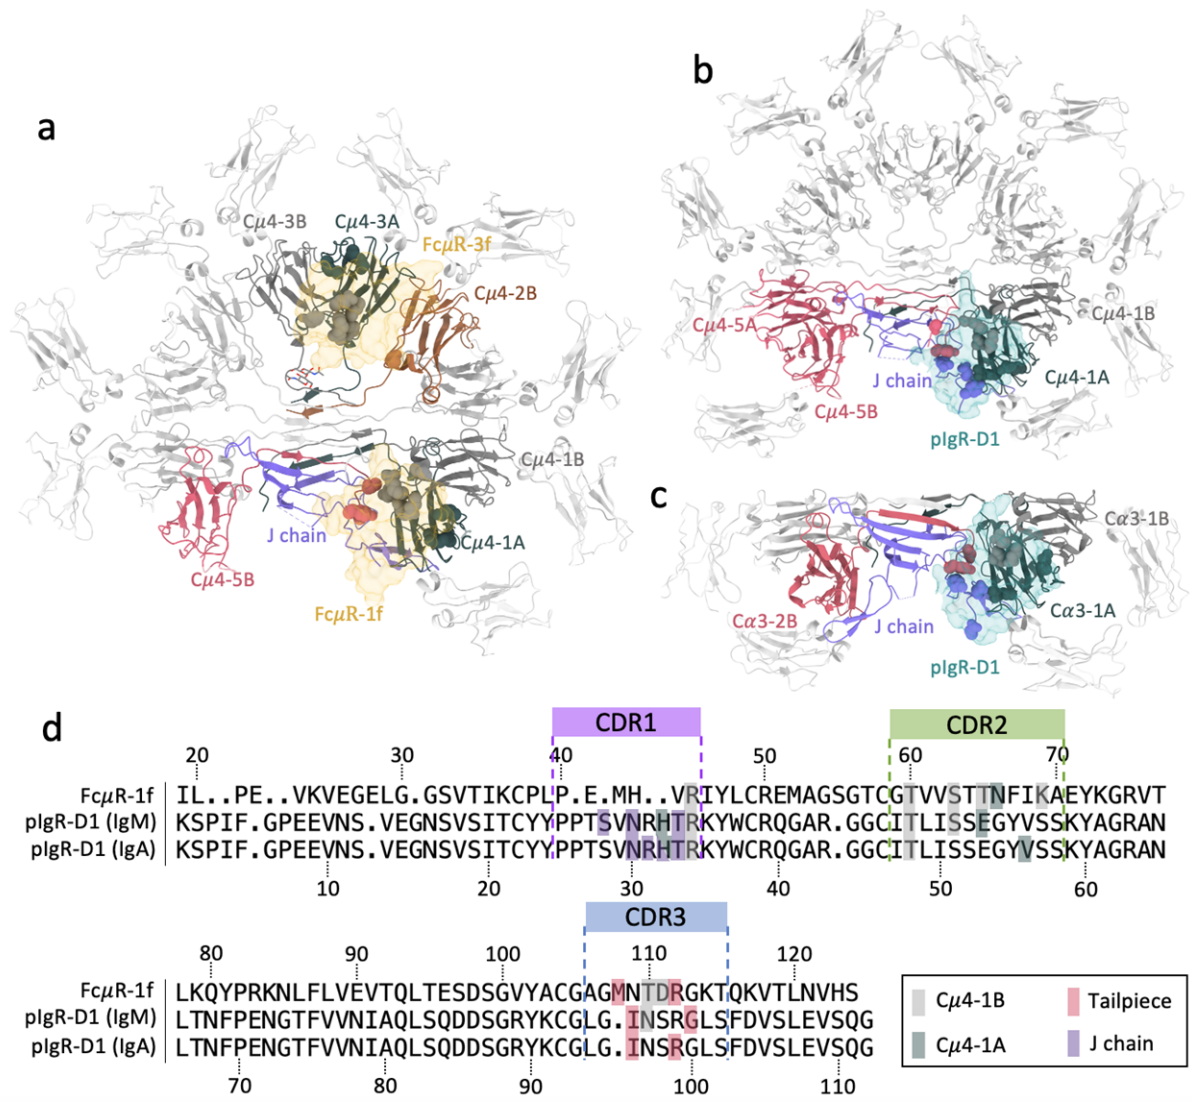 a
Cμ4-3B
Cμ4-3A
FcμR-3f
Cμ4-2B
Cμ4-1B
J chain
Cμ4-1A
Cμ4-5B
FcμR-1f
b
Cμ4-5A
Cμ4-1B
J chain
Cμ4-1A
Cμ4-5B
pIgR-D1
c
Cα3-1B
Cα3-2B
J chain
Cα3-1A
pIgR-D1
d
CDR1 CDR2
20 30 40 50 60 70
FcμR-1f IL..PE..VKVEGELG.GSVTIKCPLP.E.MH..VRIYLCREMAGSGTCGTVVSTTNFIKAEYKGRVT
pIgR-D1 (IgM) KSPIF.GPEEVNS.VEGNSVSITCYYPPTSVNRHTRKYWCRQGAR.GGCITLISSEGYVSSKYAGRAN
pIgR-D1 (IgA) KSPIF.GPEEVNS.VEGNSVSITCYYPPTSVNRHTRKYWCRQGAR.GGCITLISSEGYVSSKYAGRAN
10 20 30 40 50 60
CDR3
80 90 100 110 120
FcμR-1f LKQYPRKNLFLVEVTQLTESDSGVYACGAGMNTDRGKTQKVTLNVHS
pIgR-D1 (IgM) LTNFPENGTFVVNIAQLSQDDSGRYKCGLG.INSRGLSFDVSLEVSQG
pIgR-D1 (IgA) LTNFPENGTFVVNIAQLSQDDSGRYKCGLG.INSRGLSFDVSLEVSQG
70 80 90 100 110
Cμ4-1B Tailpiece
Cμ4-1A J chain